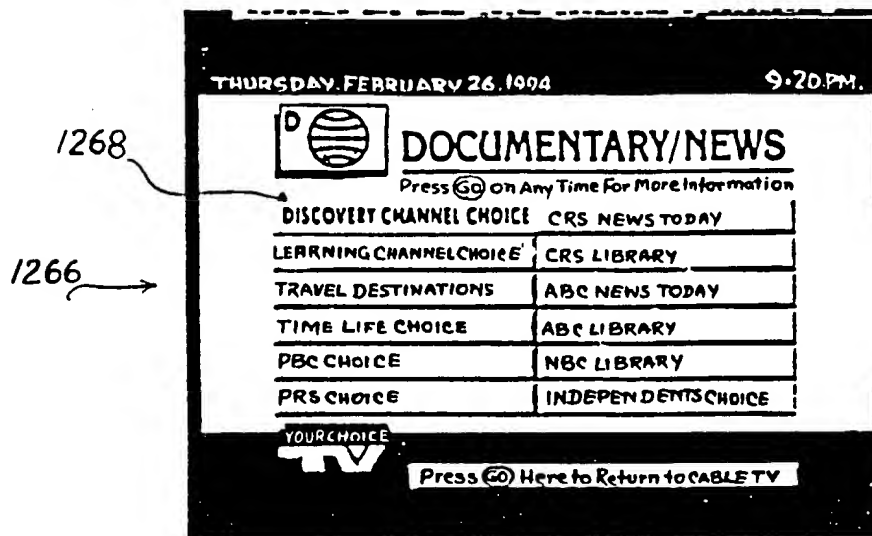 THURSDAY. FEBRUARY 26. 1994 9:20 P.M.
D
DOCUMENTARY/NEWS
1268
Press GO on Any Time For More Information
DISCOVERY CHANNEL CHOICE CRS NEWS TODAY
LEARNING CHANNEL CHOICE CRS LIBRARY
1266
TRAVEL DESTINATIONS ABC NEWS TODAY
TIME LIFE CHOICE ABC LIBRARY
PBC CHOICE NBC LIBRARY
PRS CHOICE INDEPENDENTS CHOICE
YOUR CHOICE
TV
Press GO Here to Return to CABLE TV